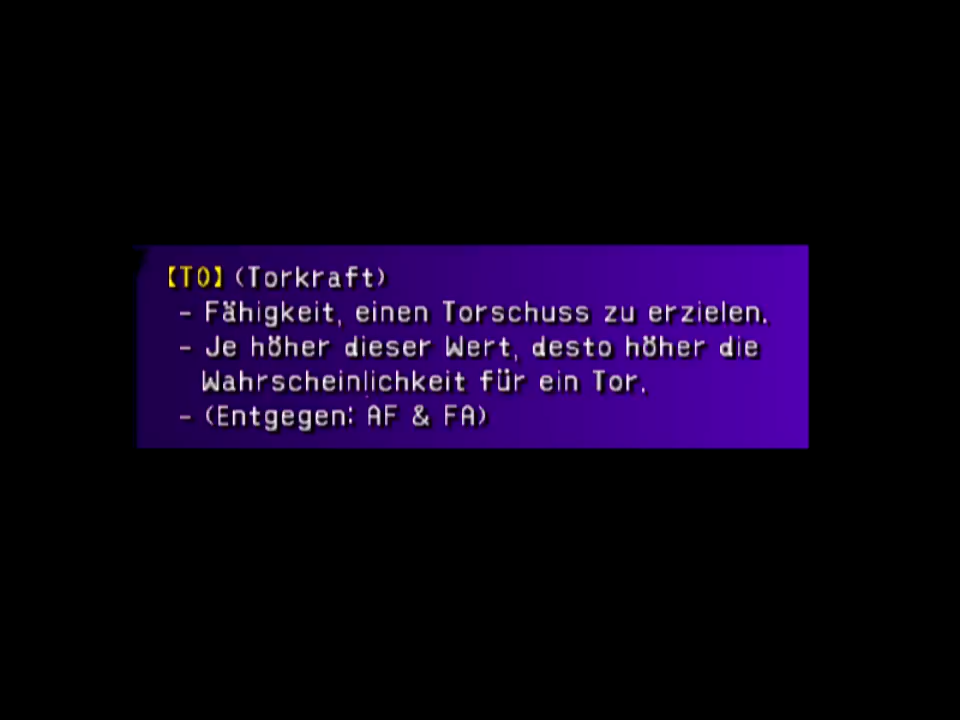 【TO】(Torkraft)
- Fähigkeit, einen Torschuss zu erzielen.
- Je höher dieser Wert, desto höher die
Wahrscheinlichkeit für ein Tor.
- (Entgegen: AF & FA)